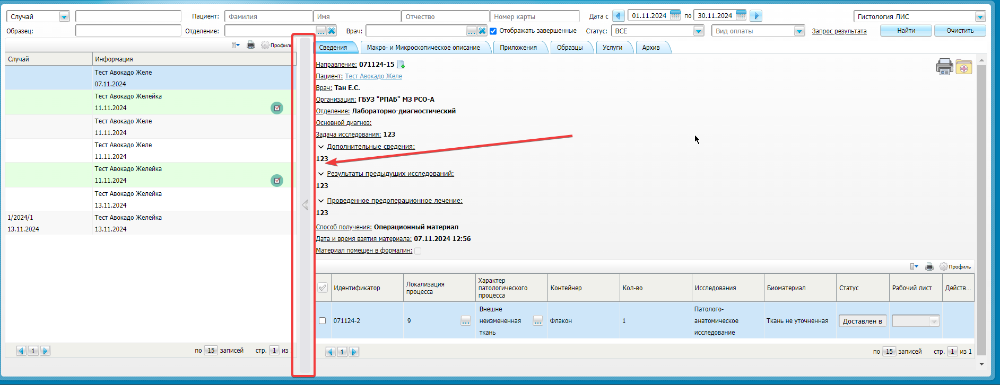 Случай
Пациент:
Фамилия
Имя
Отчество
Номер карты
Дата с
01.11.2024
по
30.11.2024
Гистология ЛИС
Образец:
Отделение:
...
Врач:
...
Отображать завершенные
Статус:
ВСЕ
Вид оплаты
Запрос результата
Найти
Очистить
Профиль
Случай
Информация
Тест Авокадо Желе
07.11.2024
Тест Авокадо Желейка
11.11.2024
Тест Авокадо Желе
11.11.2024
Тест Авокадо Желе
11.11.2024
Тест Авокадо Желейка
11.11.2024
Тест Авокадо Желейка
13.11.2024
1/2024/1
13.11.2024
Тест Авокадо Желейка
13.11.2024
1
по 15 записей
стр. 1 из 1
Сведения
Макро- и Микроскопическое описание
Приложения
Образцы
Услуги
Архив
Направление: 071124-15
Пациент: Тест Авокадо Желе
Врач: Тан Е.С.
Организация: ГБУЗ "РПАБ" МЗ РСО-А
Отделение: Лабораторно-диагностический
Основной диагноз:
Задача исследования: 123
Дополнительные сведения:
123
Результаты предыдущих исследований:
123
Проведенное предоперационное лечение:
123
Способ получения: Операционный материал
Дата и время взятия материала: 07.11.2024 12:56
Материал помещен в формалин:
Профиль
Идентификатор
Локализация
процесса
Характер
патологического
процесса
Контейнер
Кол-во
Исследования
Биоматериал
Статус
Рабочий лист
Действ...
071124-2
9
...
Внешне
неизмененная
ткань
...
Флакон
1
Патолого-
анатомическое
исследование
Ткань не уточненная
Доставлен в
1
по 15 записей
стр. 1 из 1